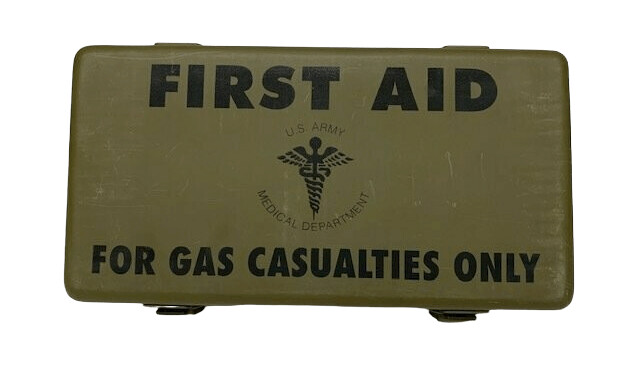 FIRST AID
U.S. ARMY
MEDICAL DEPARTMENT
FOR GAS CASUALTIES ONLY